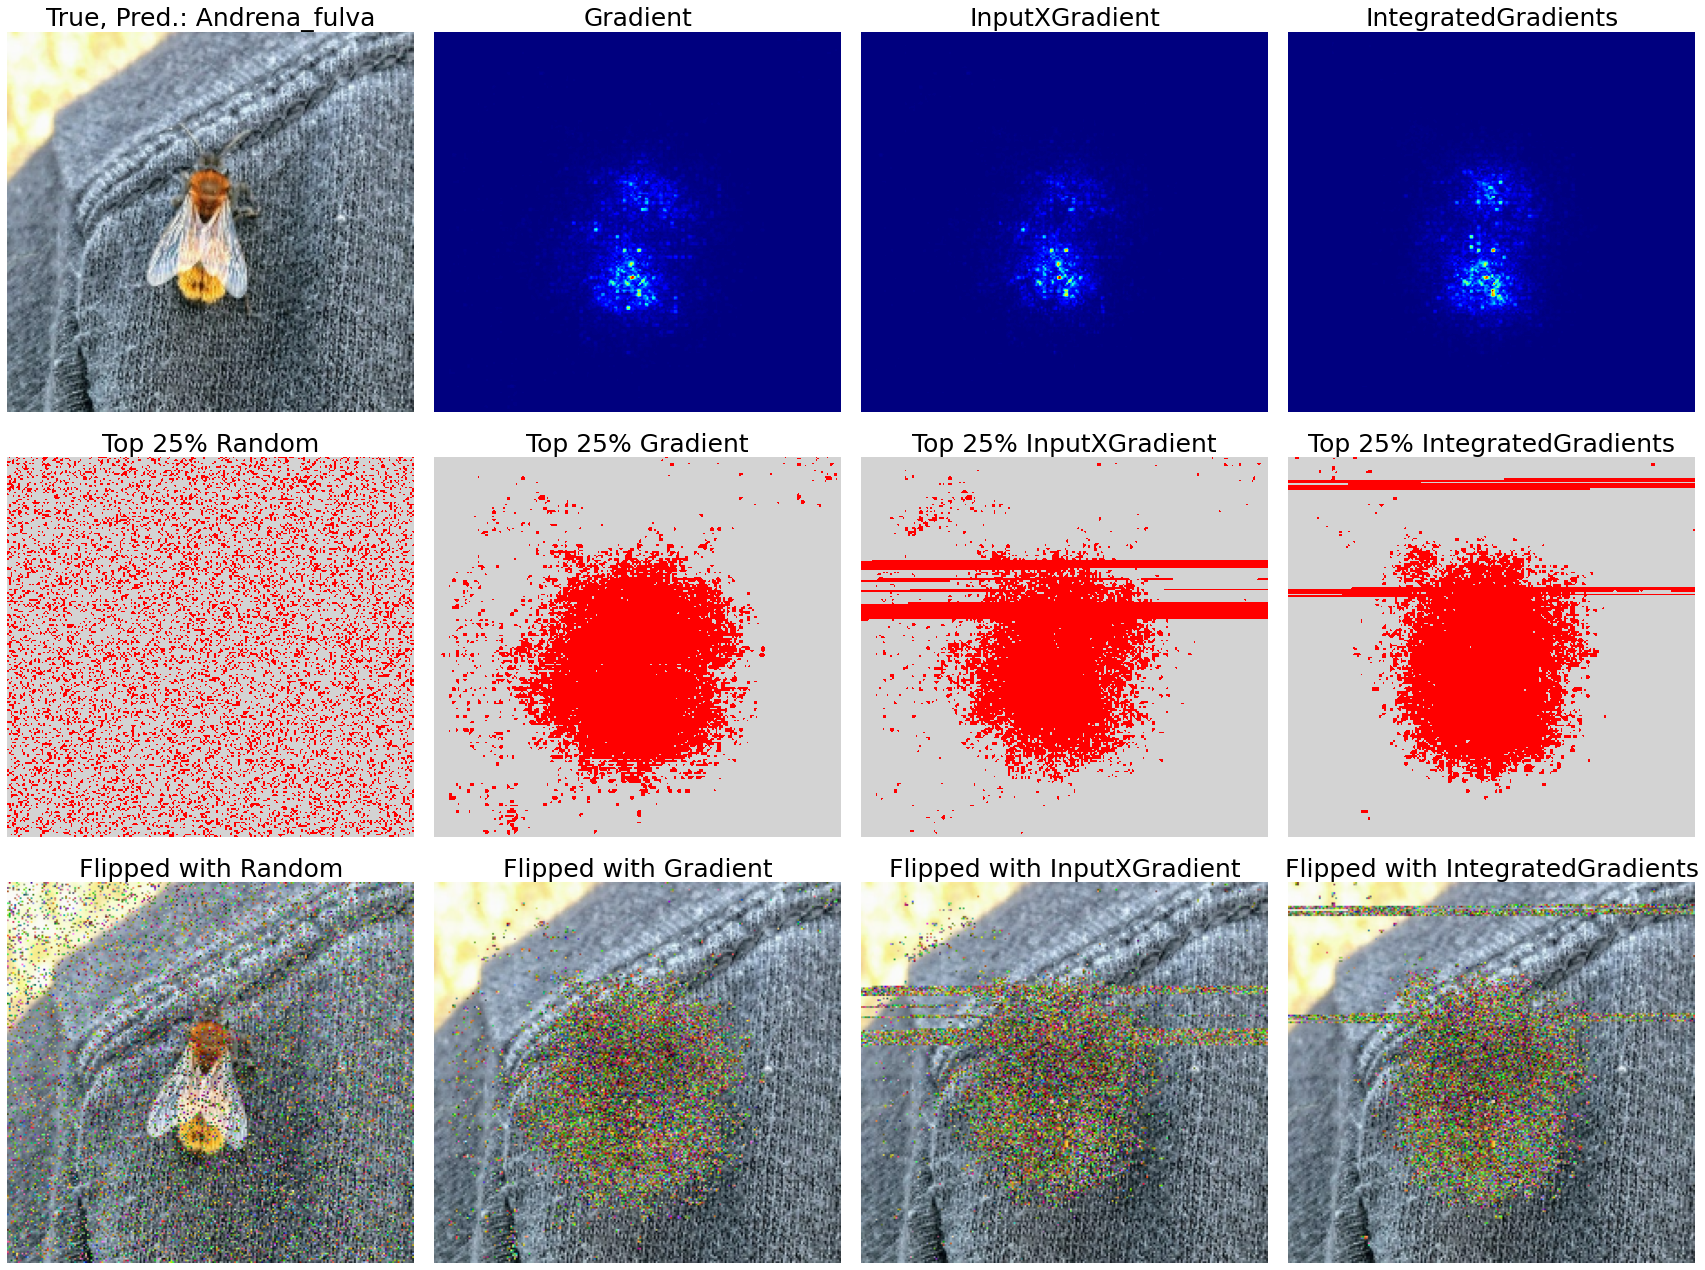 True, Pred.: Andrena_fulva
Gradient
InputXGradient
IntegratedGradients
Top 25% Random
Top 25% Gradient
Top 25% InputXGradient
Top 25% IntegratedGradients
Flipped with Random
Flipped with Gradient
Flipped with InputXGradient
Flipped with IntegratedGradients